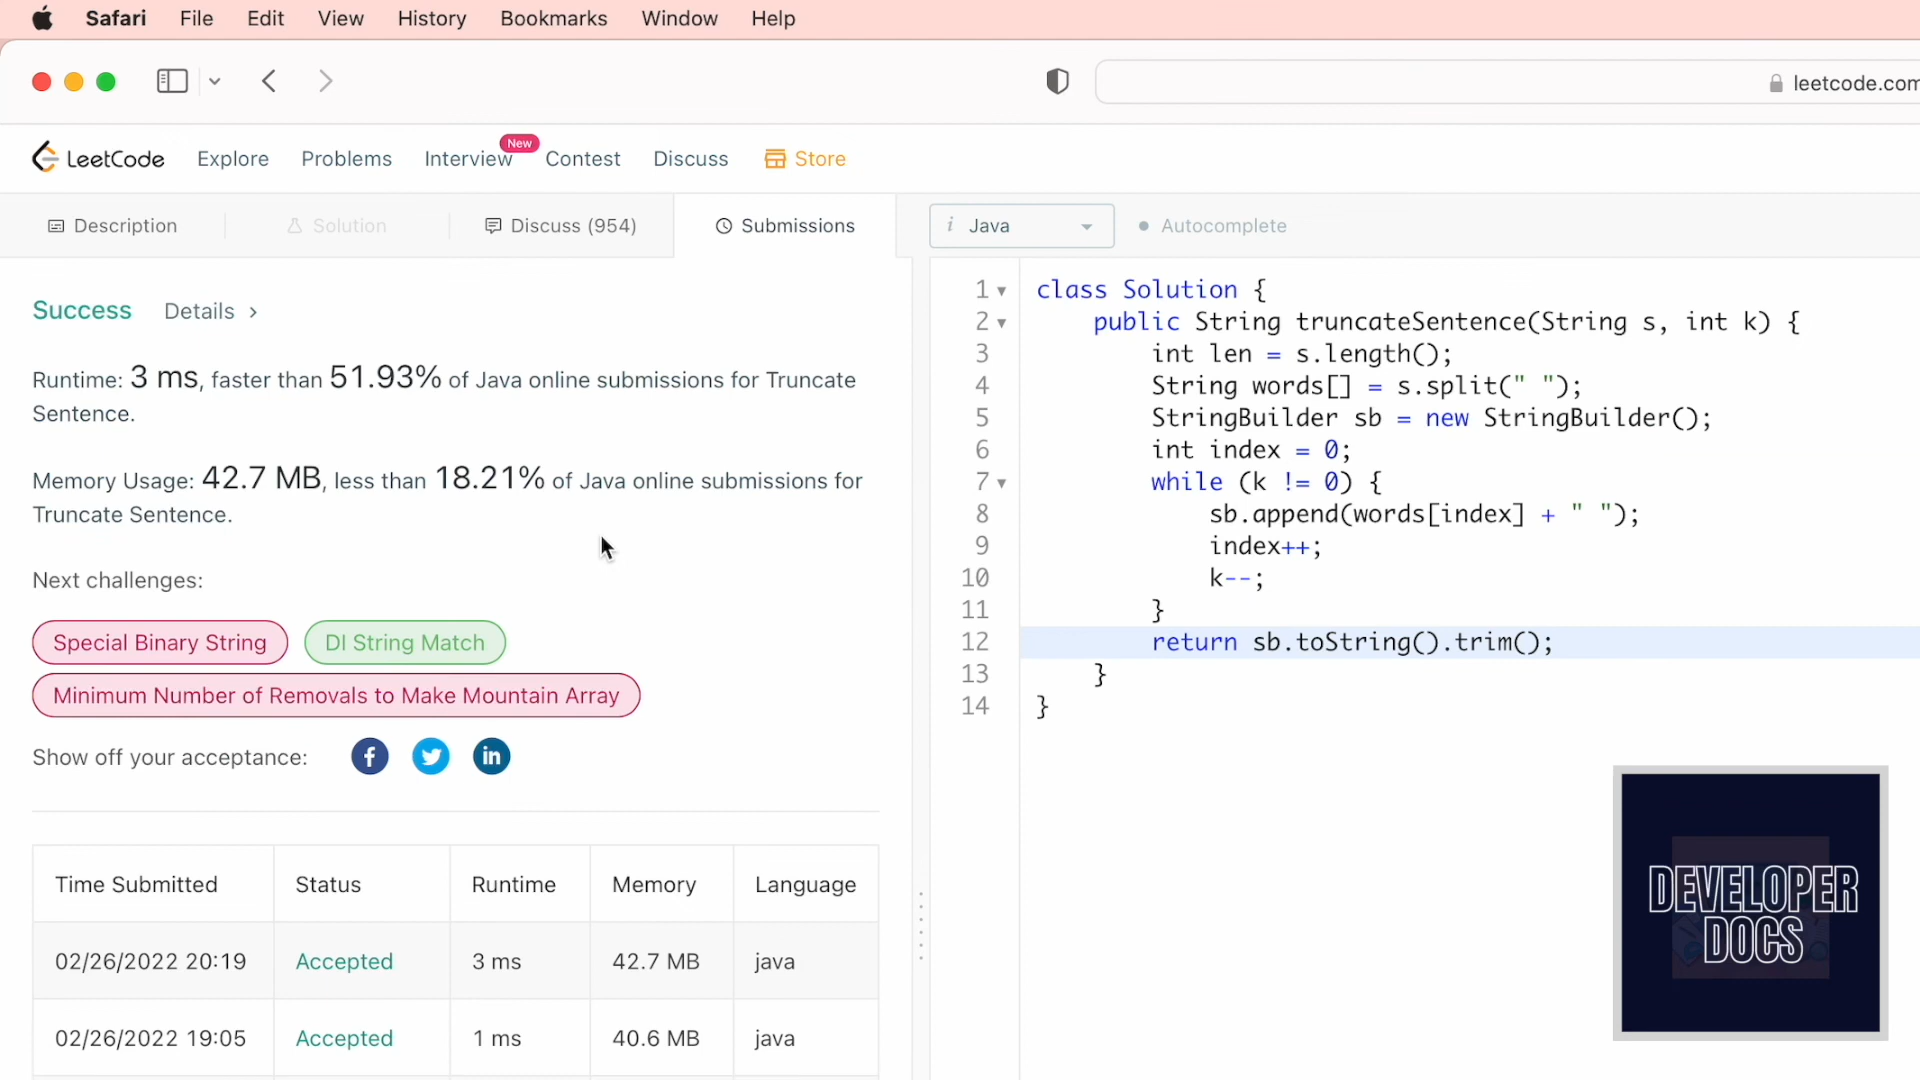 Safari File Edit View History Bookmarks Window Help
leetcode.com
LeetCode Explore Problems Interview New Contest Discuss Store
Description Solution Discuss (954) Submissions
i Java Autocomplete
Success Details >
Runtime: 3 ms, faster than 51.93% of Java online submissions for Truncate
Sentence.
Memory Usage: 42.7 MB, less than 18.21% of Java online submissions for
Truncate Sentence.
Next challenges:
Special Binary String DI String Match
Minimum Number of Removals to Make Mountain Array
Show off your acceptance: f in
Time Submitted Status Runtime Memory Language
02/26/2022 20:19 Accepted 3 ms 42.7 MB java
02/26/2022 19:05 Accepted 1 ms 40.6 MB java
1 class Solution {
2 public String truncateSentence(String s, int k) {
3 int len = s.length();
4 String words[] = s.split(" ");
5 StringBuilder sb = new StringBuilder();
6 int index = 0;
7 while (k != 0) {
8 sb.append(words[index] + " ");
9 index++;
10 k--;
11 }
12 return sb.toString().trim();
13 }
14 }
DEVELOPER
DOCS